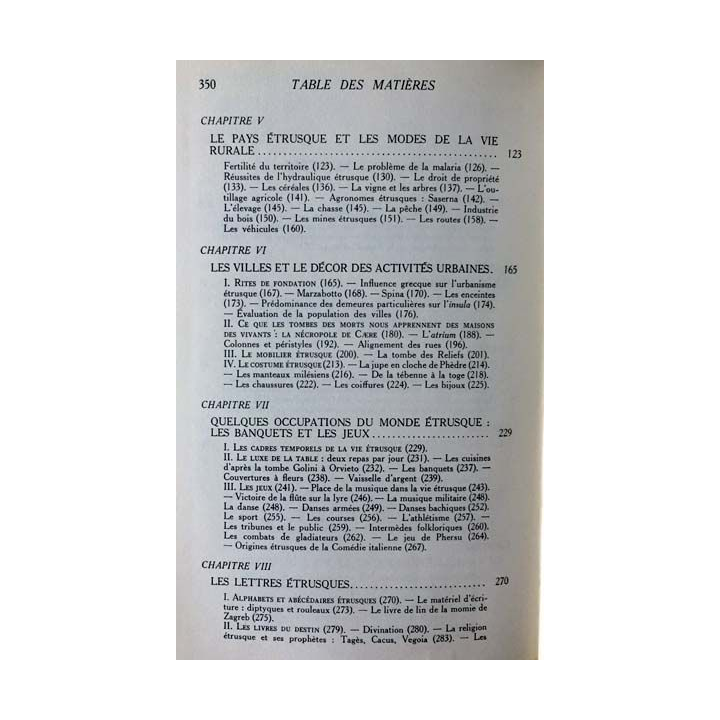 350 TABLE DES MATIÈRES
CHAPITRE V
LE PAYS ÉTRUSQUE ET LES MODES DE LA VIE
RURALE .................................................. 123
Fertilité du territoire (123). — Le problème de la malaria (126). —
Réussites de l'hydraulique étrusque (130). — Le droit de propriété
(133). — Les céréales (136). — La vigne et les arbres (137). — L'ou-
tillage agricole (141). — Agronomes étrusques : Saserna (142). —
L'élevage (145). — La chasse (145). — La pêche (149). — Industrie
du bois (150). — Les mines étrusques (151). — Les routes (158). —
Les véhicules (160).
CHAPITRE VI
LES VILLES ET LE DÉCOR DES ACTIVITÉS URBAINES. 165
I. RITES DE FONDATION (165). — Influence grecque sur l'urbanisme
étrusque (167). — Marzabotto (168). — Spina (170). — Les enceintes
(173). — Prédominance des demeures particulières sur l'insula (174).
— Évaluation de la population des villes (176).
II. CE QUE LES TOMBES DES MORTS NOUS APPRENNENT DES MAISONS
DES VIVANTS : LA NÉCROPOLE DE CÆRE (180). — L'atrium (188). —
Colonnes et péristyles (192). — Alignement des rues (196).
III. LE MOBILIER ÉTRUSQUE (200). — La tombe des Reliefs (201).
IV. LE COSTUME ÉTRUSQUE (213). — La jupe en cloche de Phèdre (214).
— Les manteaux milésiens (216). — De la tébenne à la toge (218).
— Les chaussures (222). — Les coiffures (224). — Les bijoux (225).
CHAPITRE VII
QUELQUES OCCUPATIONS DU MONDE ÉTRUSQUE :
LES BANQUETS ET LES JEUX ........................ 229
I. LES CADRES TEMPORELS DE LA VIE ÉTRUSQUE (229).
II. LE LUXE DE LA TABLE : deux repas par jour (231). — Les cuisines
d'après la tombe Golini à Orvieto (232). — Les banquets (237). —
Couvertures à fleurs (238). — Vaisselle d'argent (239).
III. LES JEUX (241). — Place de la musique dans la vie étrusque (243).
— Victoire de la flûte sur la lyre (246). — La musique militaire (248).
La danse (248). — Danses armées (249). — Danses bachiques (252).
Le sport (255). — Les courses (256). — L'athlétisme (257). —
Les tribunes et le public (259). — Intermèdes folkloriques (260).
Les combats de gladiateurs (262). — Le jeu de Phersu (264).
— Origines étrusques de la Comédie italienne (267).
CHAPITRE VIII
LES LETTRES ÉTRUSQUES ............................ 270
I. ALPHABETS ET ABÉCÉDAIRES ÉTRUSQUES (270). — Le matériel d'écri-
ture : diptyques et rouleaux (273). — Le livre de lin de la momie de
Zagreb (275).
II. LES LIVRES DU DESTIN (279). — Divination (280). — La religion
étrusque et ses prophètes : Tagès, Cacus, Vegoia (283). — Les